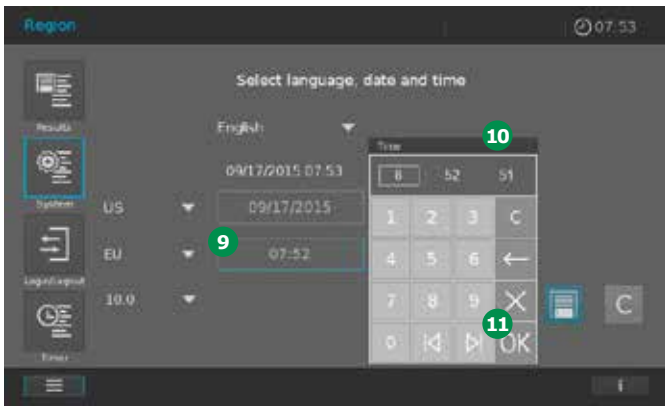 Region 07:53
Select language, date and time
Results
English
10
Time
09/17/2015 07:53
8 52 51
System
US 09/17/2015
1 2 3 C
9
EU 07:52
4 5 6
Login/Logout
10.0
7 8 9
11
C
0 OK
Timer
i